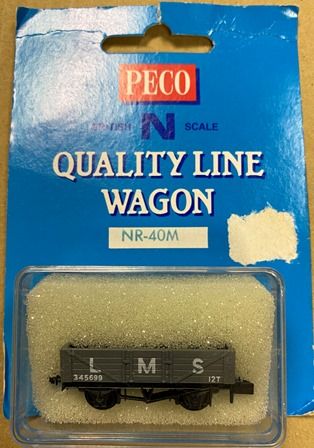 PECO
BRITISH N SCALE
QUALITY LINE
WAGON
NR-40M
L M S
345699 12T